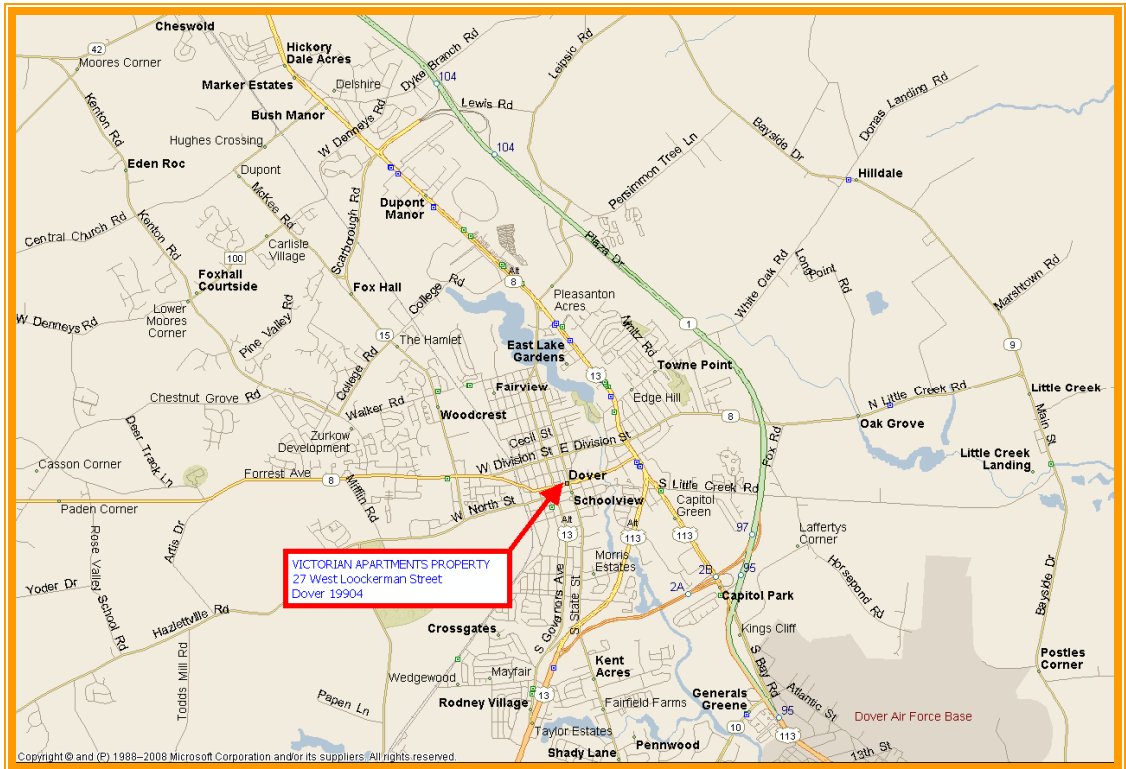 Cheswold
42
Moores Corner
Hickory
Dale Acres
Marker Estates
Delshire
Dyke Branch Rd
104
Leipsic Rd
Lewis Rd
Bush Manor
W Denneys Rd
Kenton Rd
Hughes Crossing
Eden Roc
Dupont
McKee Rd
104
Persimmon Tree Ln
Bayside Dr
Donas Landing Rd
Hilldale
Dupont
Manor
Scarborough Rd
Central Church Rd
Kenton Rd
Carlisle
Village
100
Foxhall
Courtside
Fox Hall
College Rd
Alt
8
Plaza Dr
White Oak Rd
Long Point
Rd
Marshtown Rd
Lower
Moores
Corner
W Denneys Rd
Pine Valley Rd
15
The Hamlet
Pleasanton
Acres
Nimitz Rd
1
9
East Lake
Gardens
Towne Point
13
College Rd
Fairview
Edge Hill
Chestnut Grove Rd
Walker Rd
Woodcrest
8
N Little Creek Rd
Little Creek
Oak Grove
Main St
Deer Track Ln
Zurkow
Development
Cecil St
W Division St
E Division St
Fox Rd
Little Creek
Landing
Casson Corner
Forrest Ave
8
Mifflin Rd
Dover
S Little Creek Rd
Paden Corner
W North St
Schoolview
Capitol
Green
Artis Dr
Alt
13
113
113
97
Laffertys
Corner
Rose Valley School Rd
VICTORIAN APARTMENTS PROPERTY
27 West Loockerman Street
Dover 19904
Morris
Estates
2B
95
2A
Horsepond Rd
Bayside Dr
Yoder Dr
Capitol Park
Hazlettville Rd
S Governors Ave
S State St
Crossgates
Kings Cliff
S Bay Rd
Todds Mill Rd
Wedgewood
Mayfair
Kent
Acres
Postles
Corner
Papen Ln
Rodney Village
13
Fairfield Farms
Generals
Greene
Atlantic St
95
Dover Air Force Base
10
113
Taylor Estates
Pennwood
Shady Lane
13th St
Copyright © and (P) 1988–2008 Microsoft Corporation and/or its suppliers. All rights reserved.